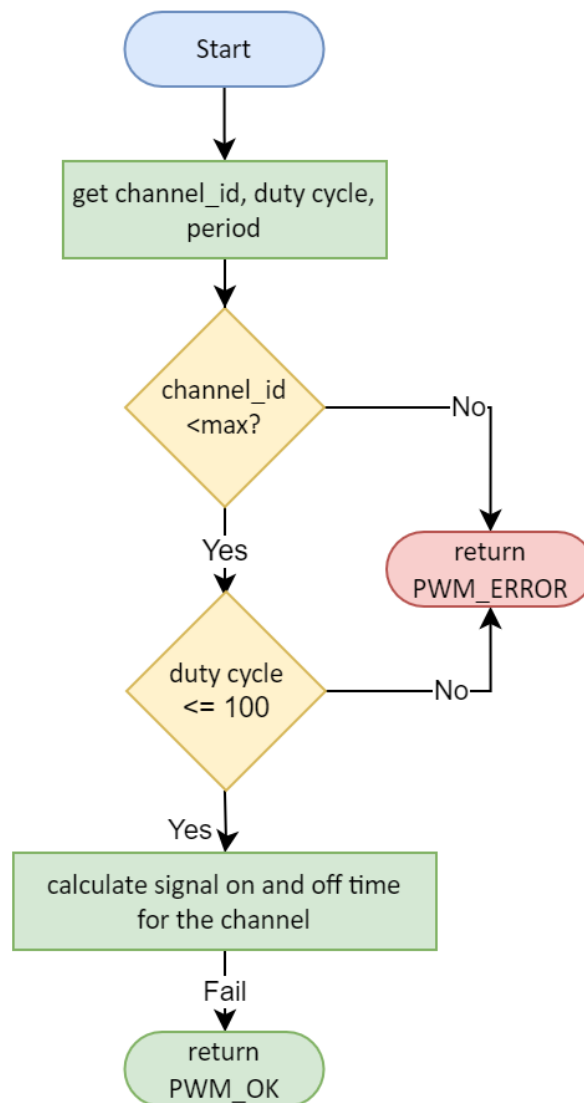 Start
get channel_id, duty cycle,
period
channel_id
<max?
No
return
PWM_ERROR
Yes
duty cycle
<= 100
No
Yes
calculate signal on and off time
for the channel
Fail
return
PWM_OK